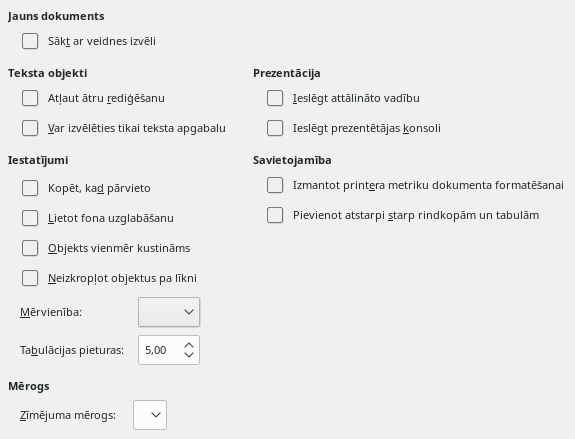 Jauns dokuments
Sākt ar veidnes izvēli
Teksta objekti
Atļaut ātru rediģēšanu
Var izvēlēties tikai teksta apgabalu
Prezentācija
Ieslēgt attālināto vadību
Ieslēgt prezentētājas konsoli
Iestatījumi
Kopēt, kad pārvieto
Lietot fona uzglabāšanu
Objekts vienmēr kustināms
Neizkropļot objektus pa līkni
Mērvienība:
Tabulācijas pieturas: 5,00
Savietojamība
Izmantot printera metriku dokumenta formatēšanai
Pievienot atstarpi starp rindkopām un tabulām
Mērogs
Zīmējuma mērogs: